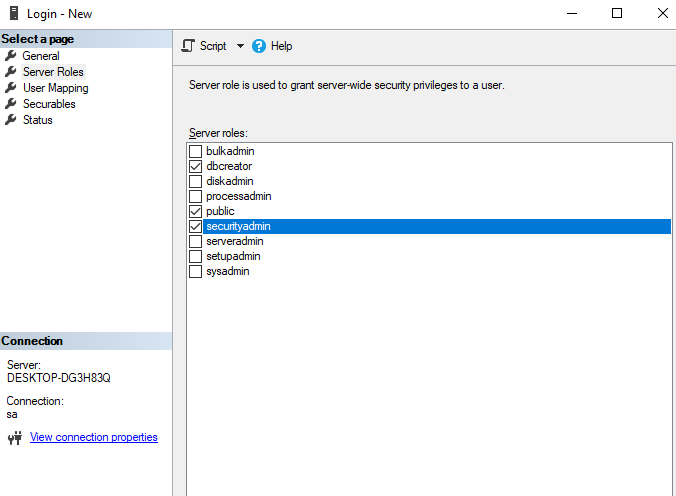 Login - New
Select a page
General
Server Roles
User Mapping
Securables
Status
Script
Help
Server role is used to grant server-wide security privileges to a user.
Server roles:
bulkadmin
dbcreator
diskadmin
processadmin
public
securityadmin
serveradmin
setupadmin
sysadmin
Connection
Server:
DESKTOP-DG3H83Q
Connection:
sa
View connection properties